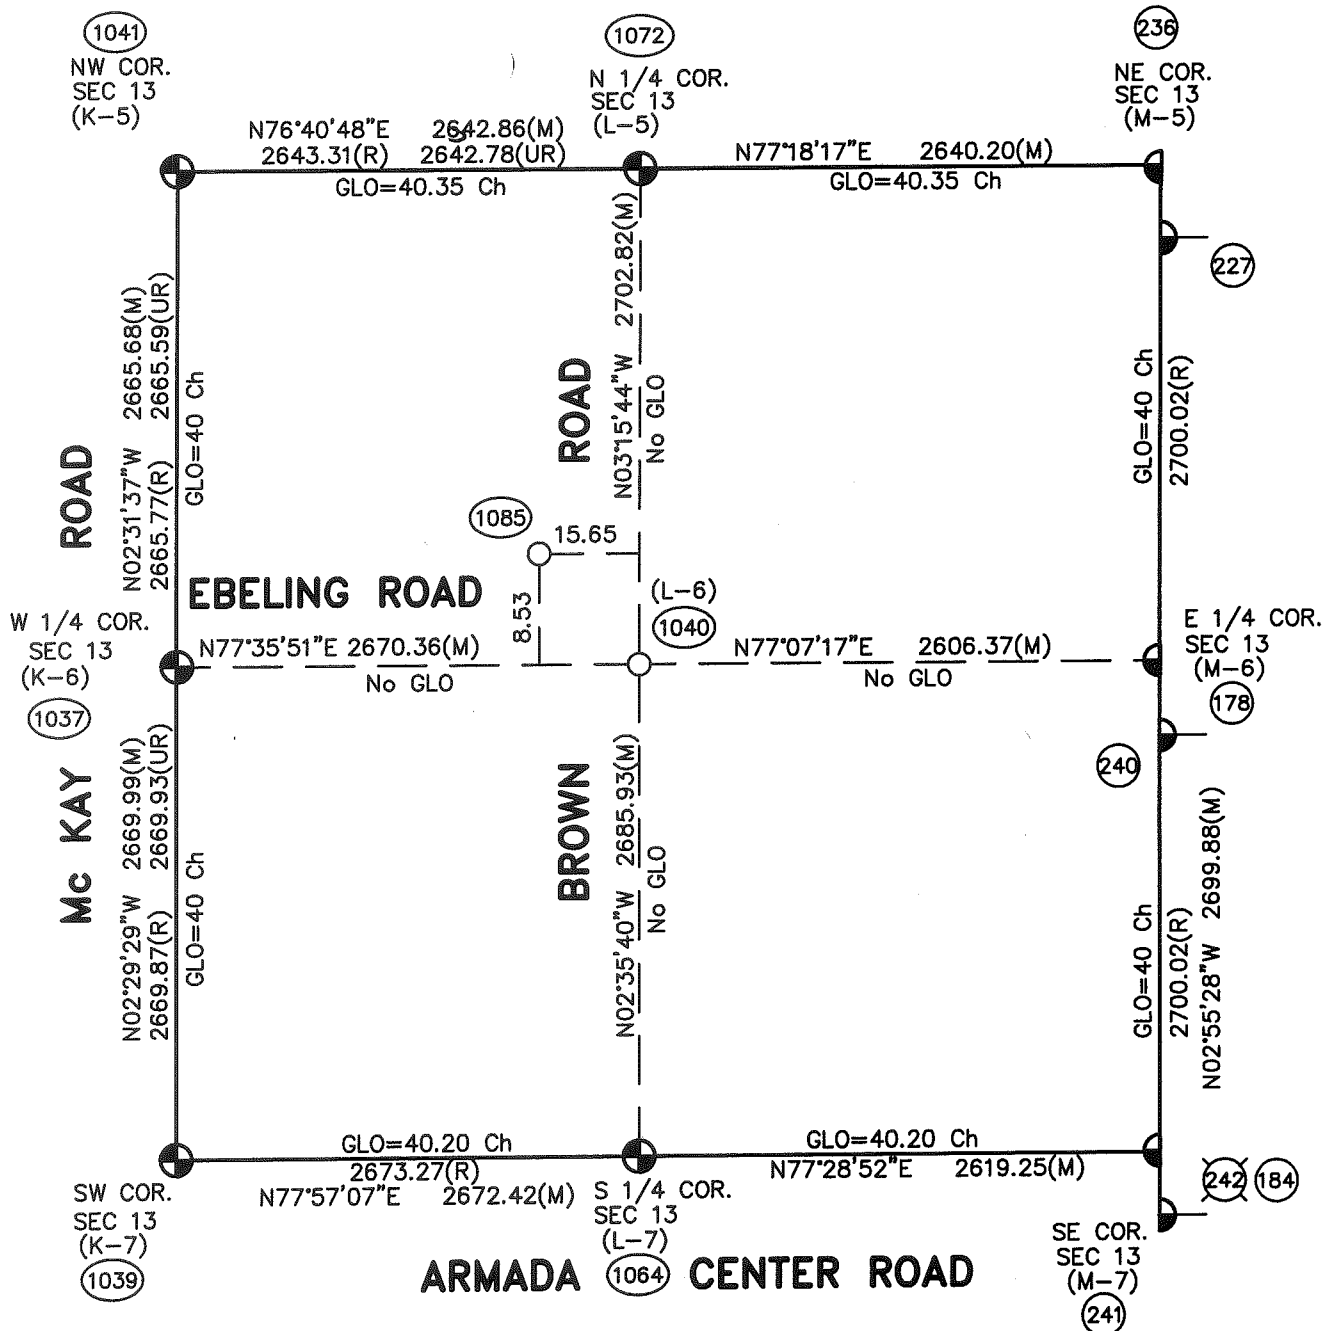 1041
NW COR.
SEC 13
(K-5)
1072
N 1/4 COR.
SEC 13
(L-5)
236
NE COR.
SEC 13
(M-5)
N76°40'48"E 2642.86(M)
2643.31(R) 2642.78(UR)
GLO=40.35 Ch
N77°18'17"E 2640.20(M)
GLO=40.35 Ch
227
N02°31'37"W 2665.68(M)
2665.77(R) 2665.59(UR)
GLO=40 Ch
ROAD
ROAD
N03°15'44"W 2702.82(M)
No GLO
GLO=40 Ch
2700.02(R)
1085
15.65
8.53
EBELING ROAD
(L-6)
1040
W 1/4 COR.
SEC 13
(K-6)
1037
N77°35'51"E 2670.36(M)
No GLO
N77°07'17"E 2606.37(M)
No GLO
E 1/4 COR.
SEC 13
(M-6)
178
240
Mc KAY
N02°29'29"W 2669.99(M)
2669.87(R) 2669.93(UR)
GLO=40 Ch
BROWN
N02°35'40"W 2685.93(M)
No GLO
GLO=40 Ch
2700.02(R)
N02°55'28"W 2699.88(M)
GLO=40.20 Ch
2673.27(R)
N77°57'07"E 2672.42(M)
GLO=40.20 Ch
N77°28'52"E 2619.25(M)
242
184
SW COR.
SEC 13
(K-7)
1039
S 1/4 COR.
SEC 13
(L-7)
1064
SE COR.
SEC 13
(M-7)
241
ARMADA CENTER ROAD